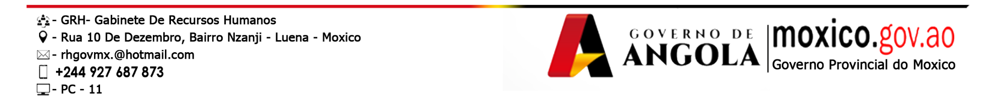 - GRH- Gabinete De Recursos Humanos
- Rua 10 De Dezembro, Bairro Nzanji - Luena - Moxico
- rhgovmx.@hotmail.com
+244 927 687 873
- PC - 11
GOVERNO DE
ANGOLA
moxico.gov.ao
Governo Provincial do Moxico